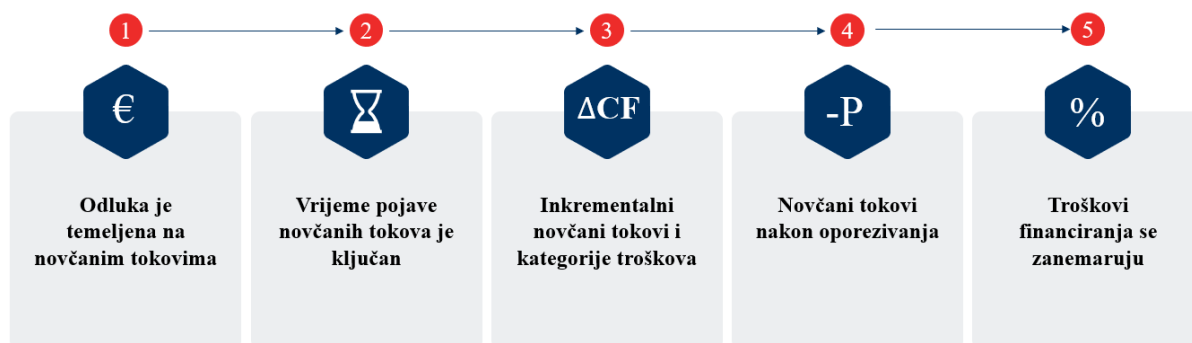 1
2
3
4
5
€
ΔCF
-P
%
Odluka je
temeljena na
novčanim tokovima
Vrijeme pojave
novčanih tokova je
ključan
Inkrementalni
novčani tokovi i
kategorije troškova
Novčani tokovi
nakon oporezivanja
Troškovi
financiranja se
zanemaruju